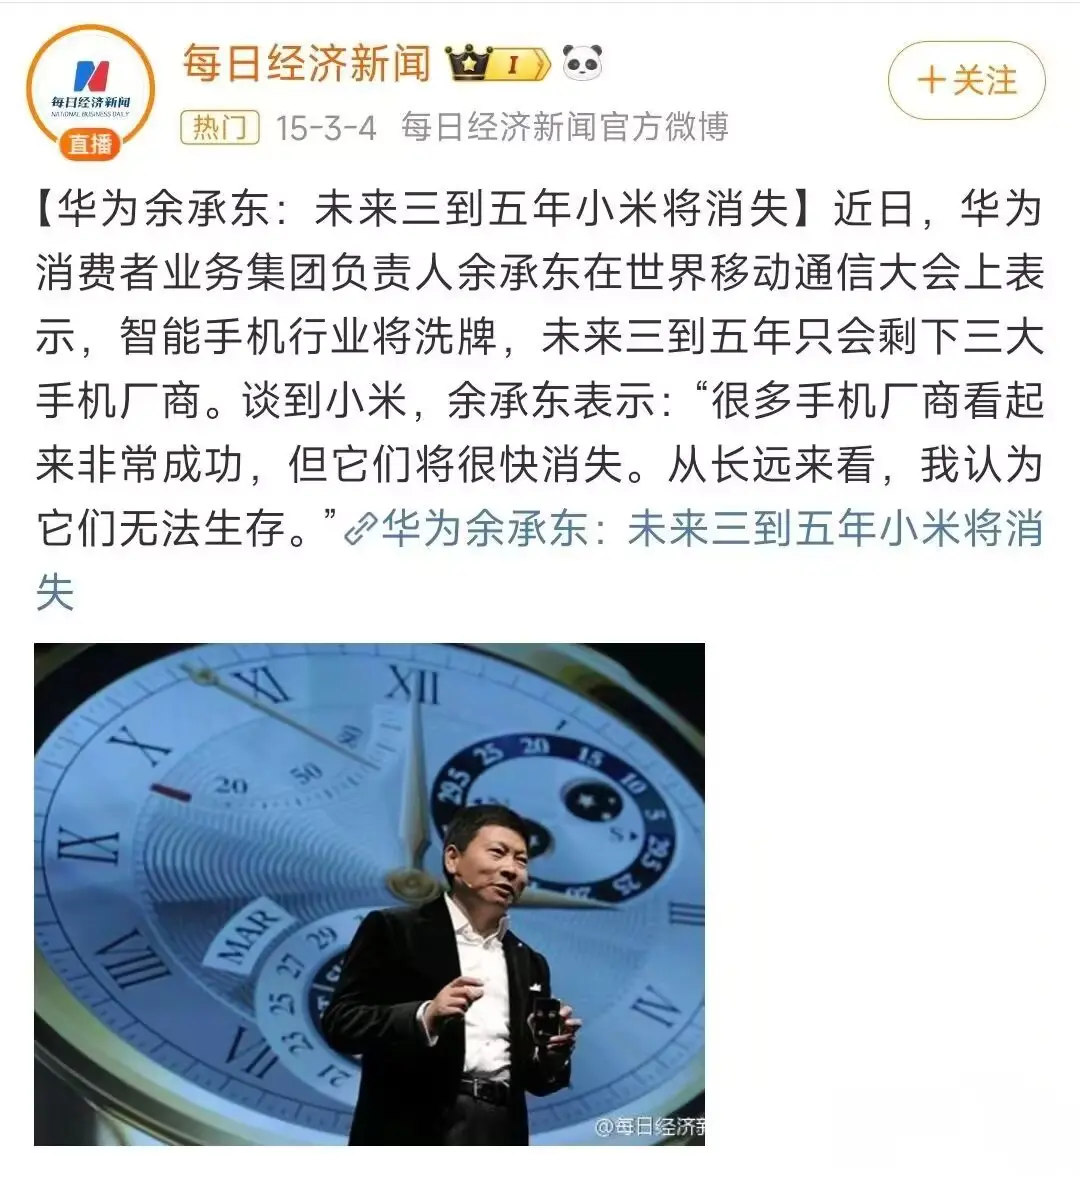 每日经济新闻
NATIONAL BUSINESS DAILY
直播
每日经济新闻 I
+关注
热门 15-3-4 每日经济新闻官方微博
【华为余承东：未来三到五年小米将消失】近日，华为
消费者业务集团负责人余承东在世界移动通信大会上表
示，智能手机行业将洗牌，未来三到五年只会剩下三大
手机厂商。谈到小米，余承东表示：“很多手机厂商看起
来非常成功，但它们将很快消失。从长远来看，我认为
它们无法生存。”华为余承东：未来三到五年小米将消
失
XI XII
X
80
20 50
29.5 25 20 15 10 5 29.5 25 20
S
IX
III
MAR
29
27
25
23
21
VIII
VII
IV
@每日经济新